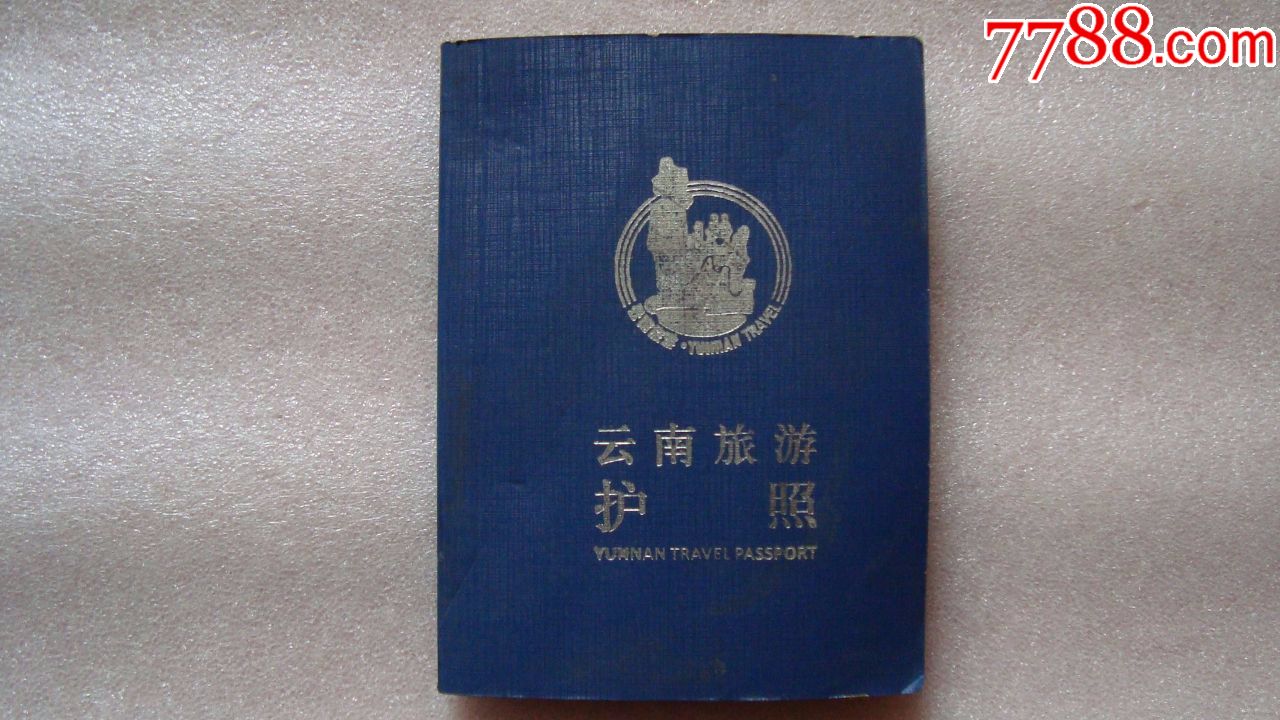 7788.com
YUNNAN TRAVEL
云南旅游
护照
YUNNAN TRAVEL PASSPORT